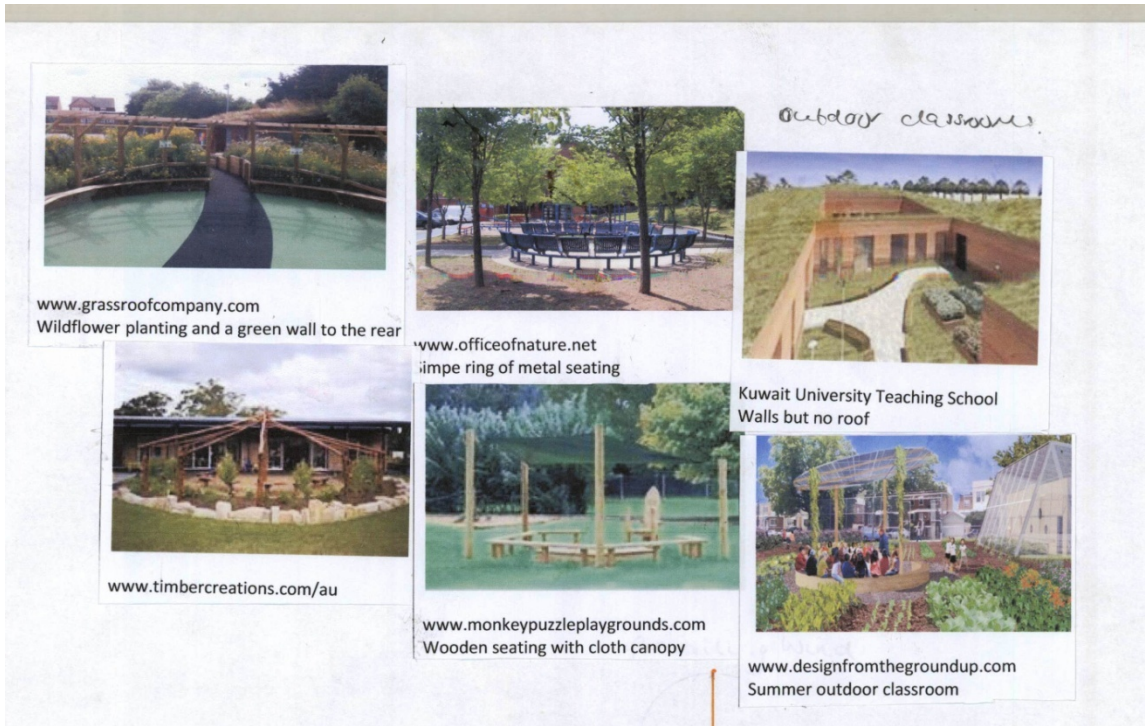 outdoor classrooms.
www.grassroofcompany.com
Wildflower planting and a green wall to the rear
www.officeofnature.net
Simpe ring of metal seating
Kuwait University Teaching School
Walls but no roof
www.timbercreations.com/au
www.monkeypuzzleplaygrounds.com
Wooden seating with cloth canopy
www.designfromthegroundup.com
Summer outdoor classroom